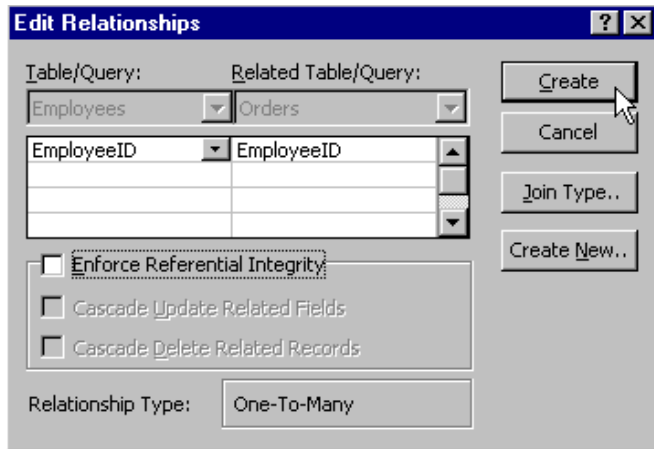 Edit Relationships
Table/Query: Related Table/Query:
Create
Employees Orders
Cancel
EmployeeID EmployeeID
Join Type..
Create New..
Enforce Referential Integrity
Cascade Update Related Fields
Cascade Delete Related Records
Relationship Type: One-To-Many